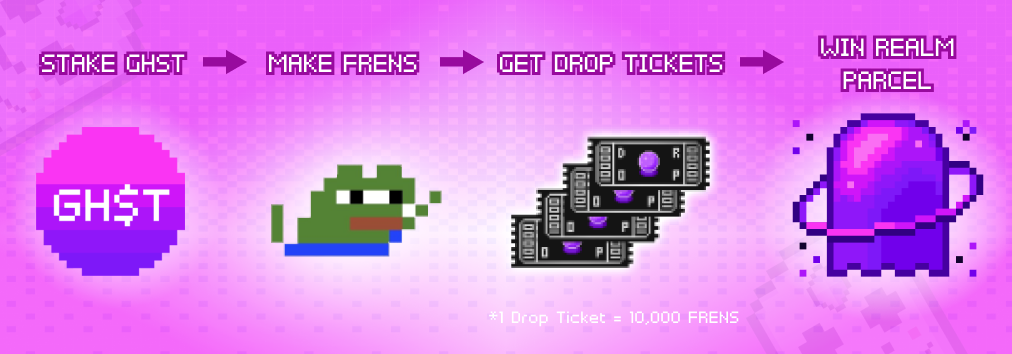 STAKE GHST
MAKE FRENS
GET DROP TICKETS
WIN REALM
PARCEL
GH$T
D R
O P
O P
O P
O P
*1 Drop Ticket = 10,000 FRENS